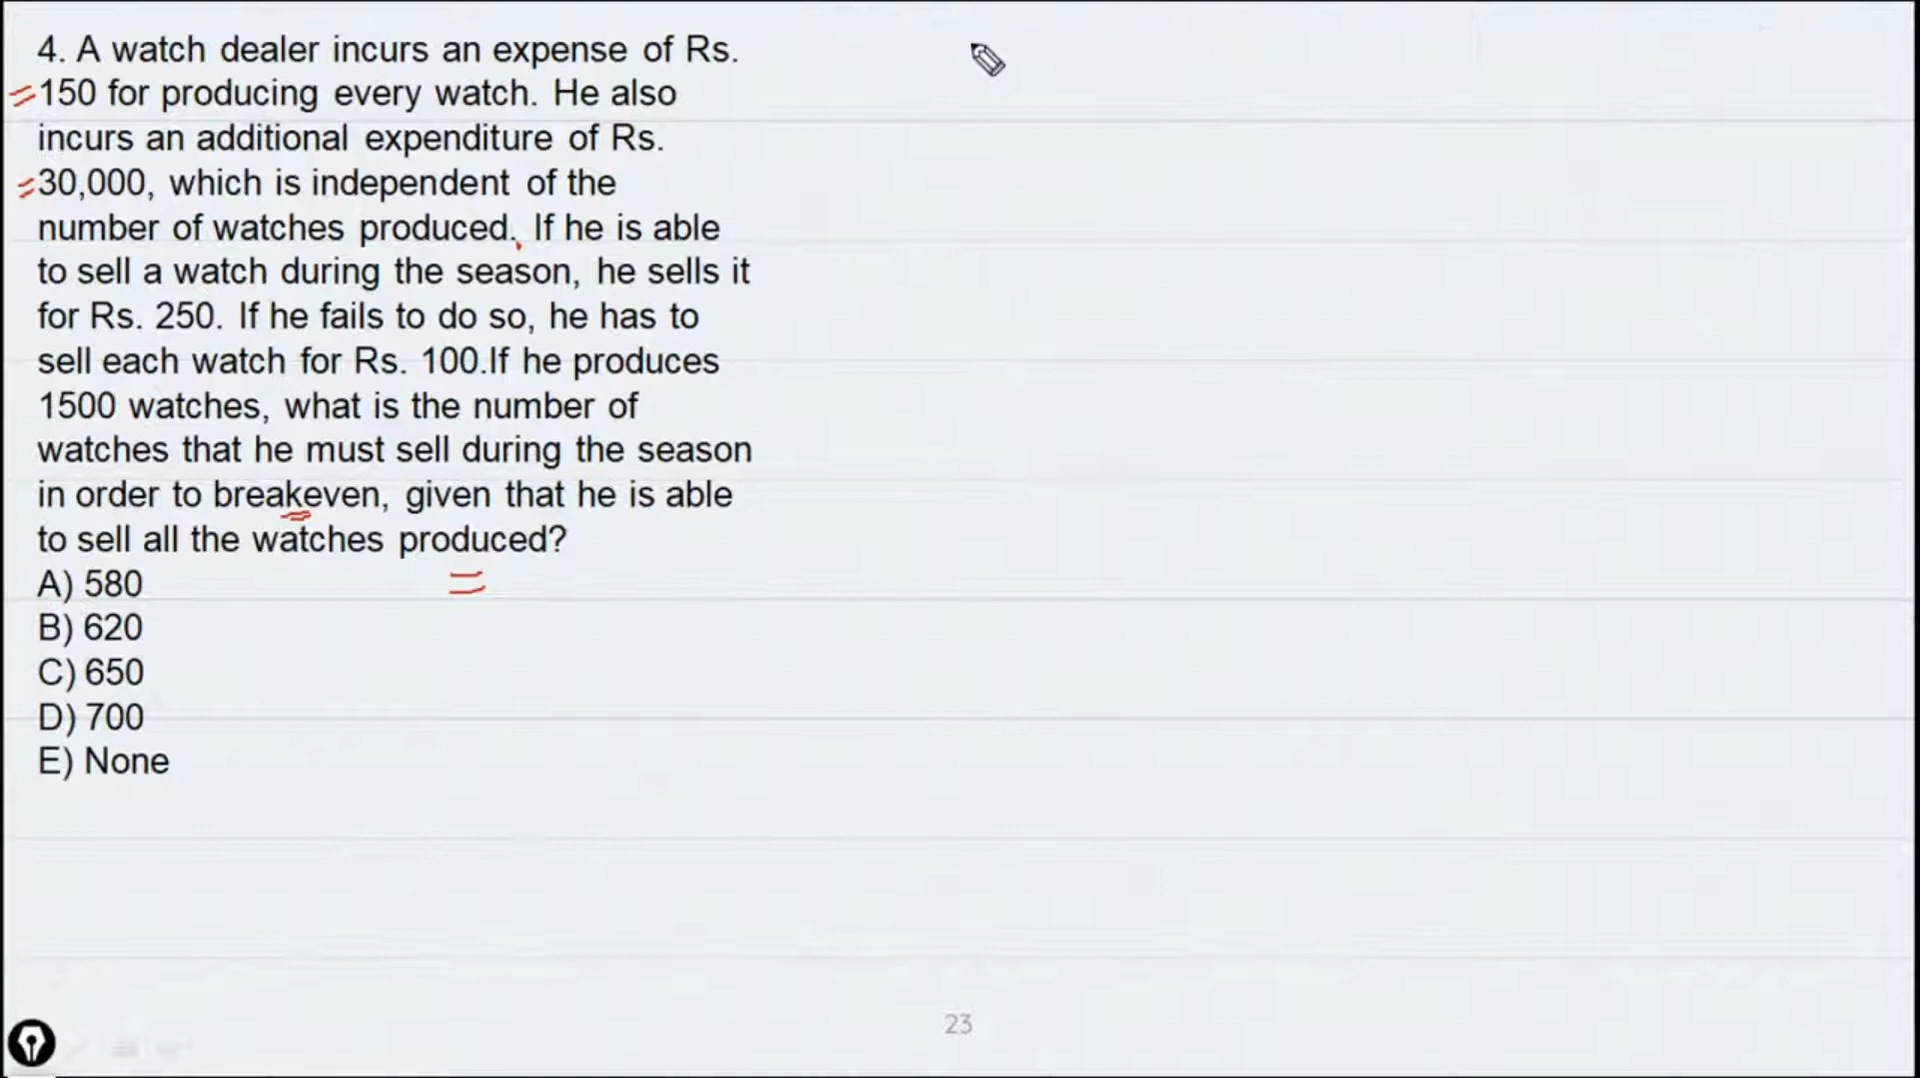 4. A watch dealer incurs an expense of Rs.
150 for producing every watch. He also
incurs an additional expenditure of Rs.
30,000, which is independent of the
number of watches produced. If he is able
to sell a watch during the season, he sells it
for Rs. 250. If he fails to do so, he has to
sell each watch for Rs. 100.If he produces
1500 watches, what is the number of
watches that he must sell during the season
in order to breakeven, given that he is able
to sell all the watches produced?
A) 580
B) 620
C) 650
D) 700
E) None
23